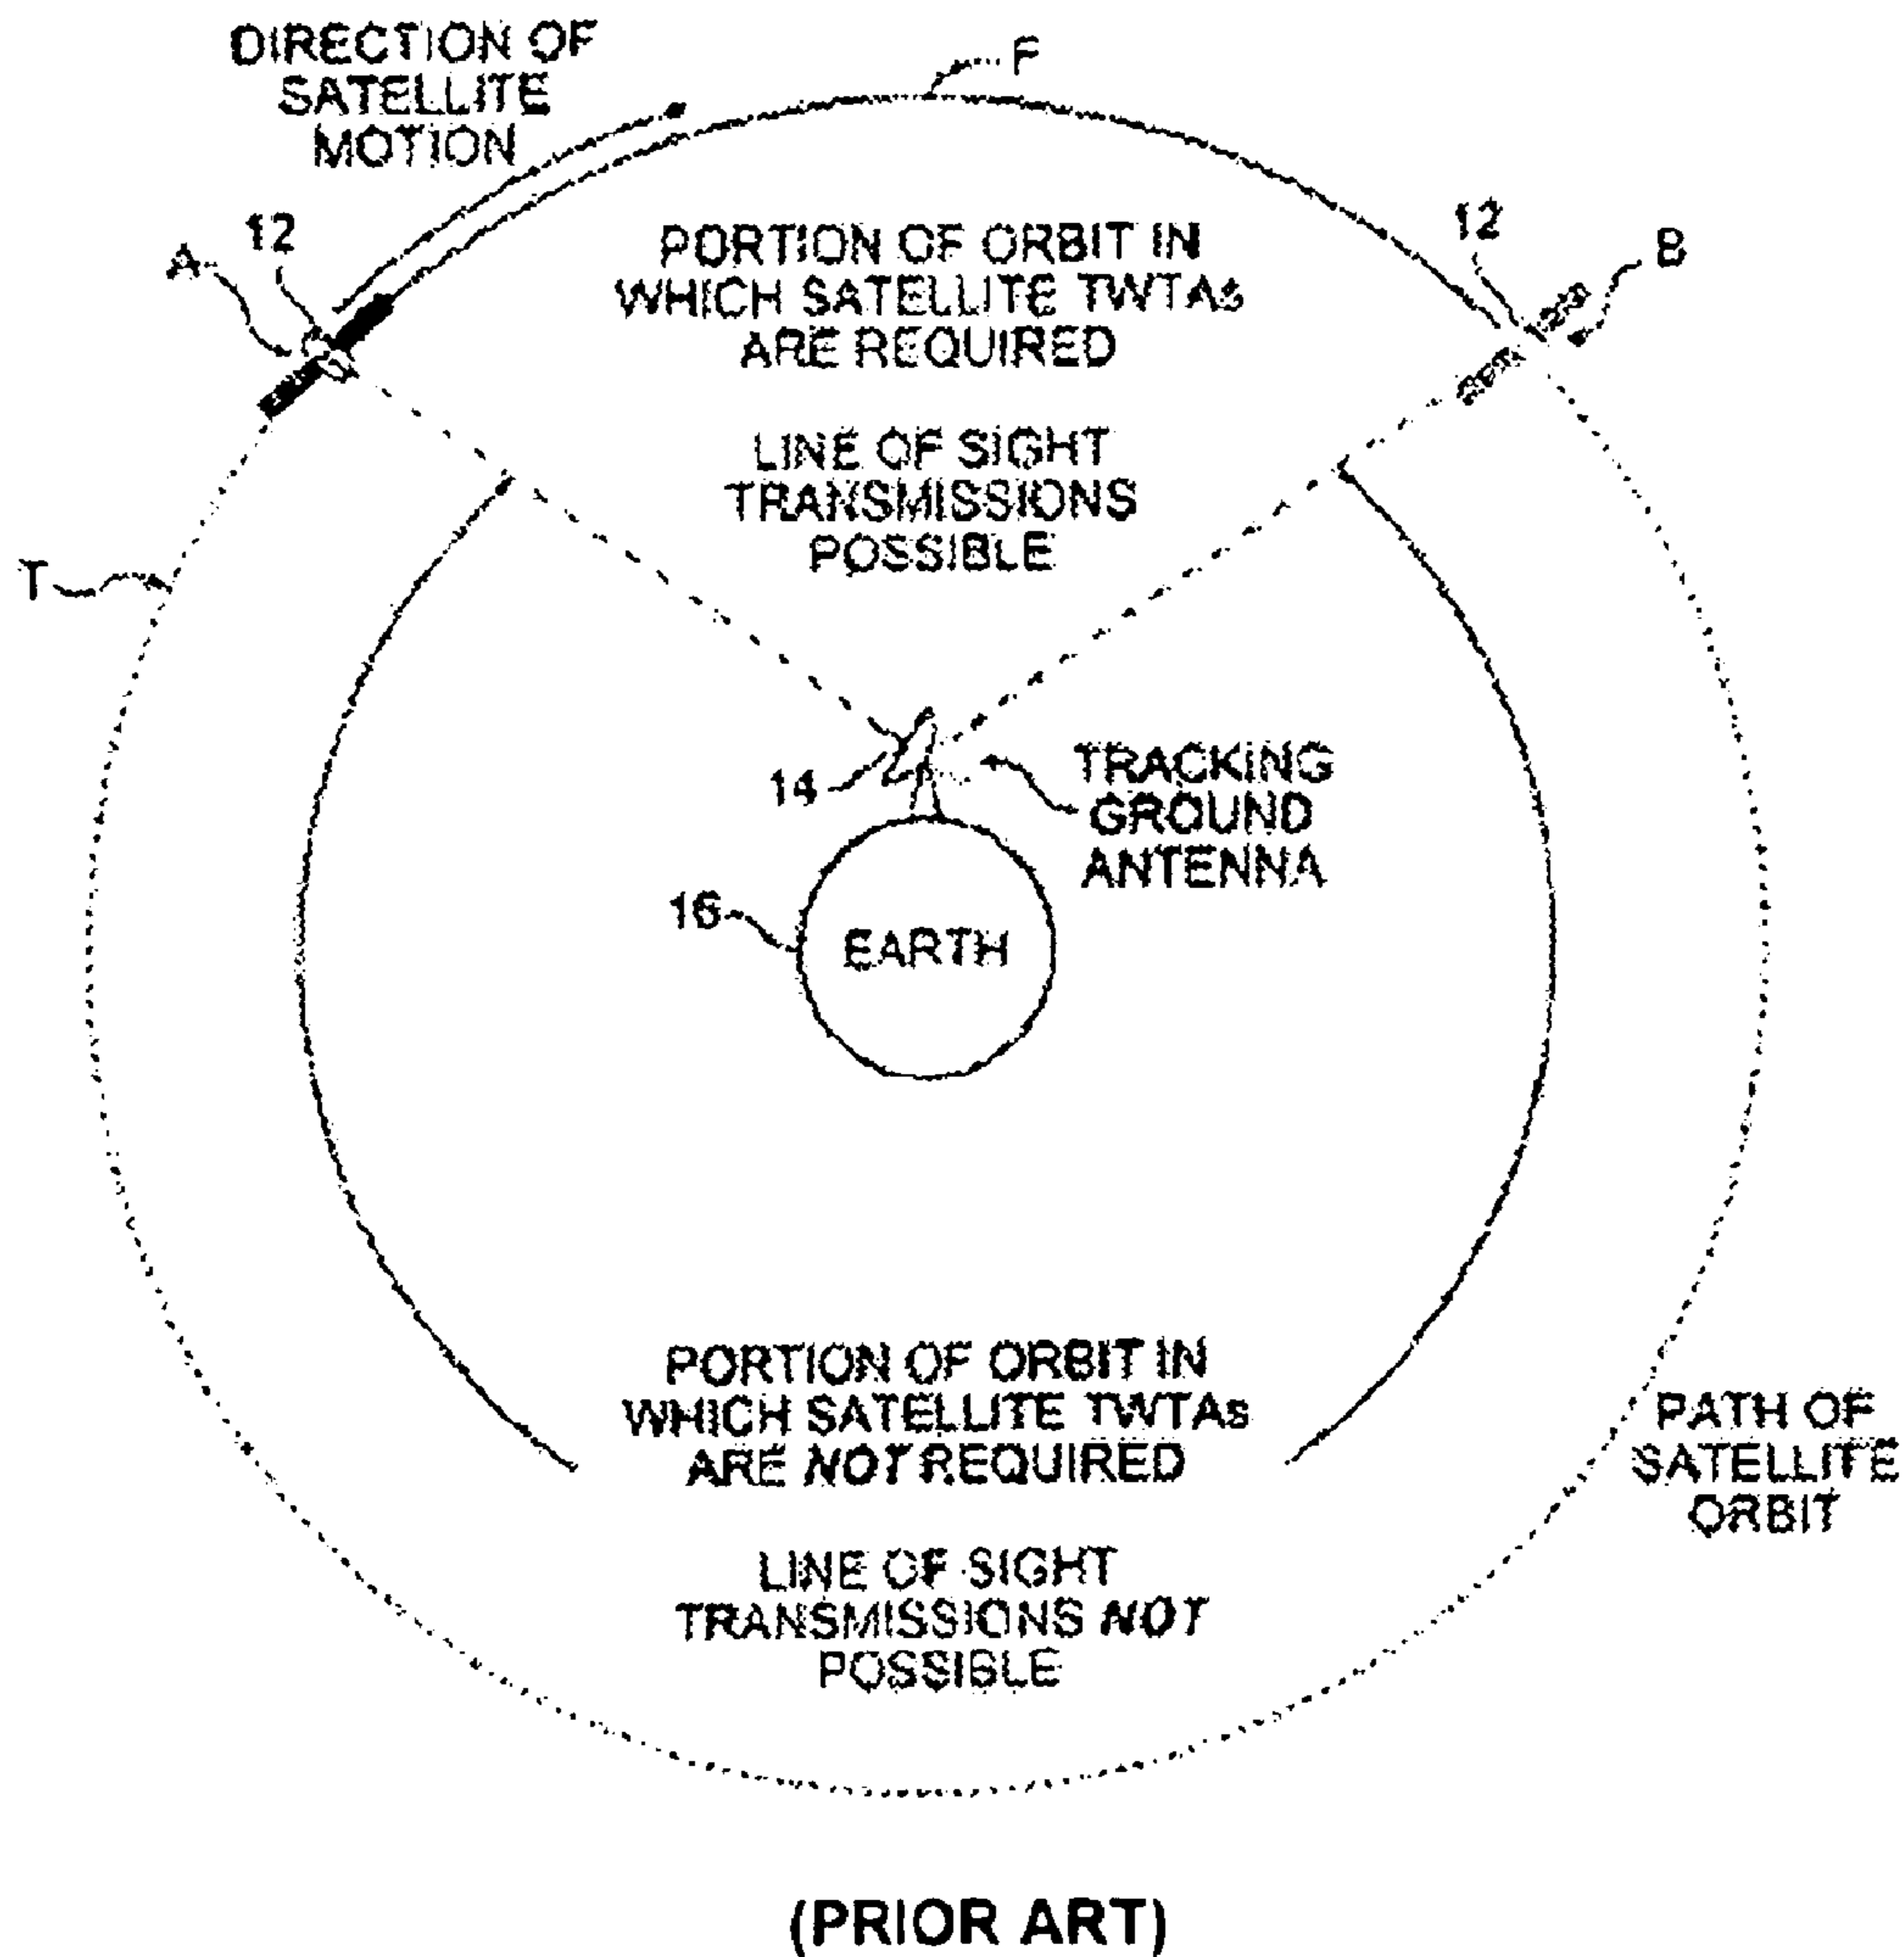 DIRECTION OF
SATELLITE
MOTION
F
12
A
PORTION OF ORBIT IN
WHICH SATELLITE TWTAs
ARE REQUIRED
12
B
LINE OF SIGHT
TRANSMISSIONS
POSSIBLE
T
14
TRACKING
GROUND
ANTENNA
16
EARTH
PORTION OF ORBIT IN
WHICH SATELLITE TWTAs
ARE NOT REQUIRED
PATH OF
SATELLITE
ORBIT
LINE OF SIGHT
TRANSMISSIONS NOT
POSSIBLE
(PRIOR ART)